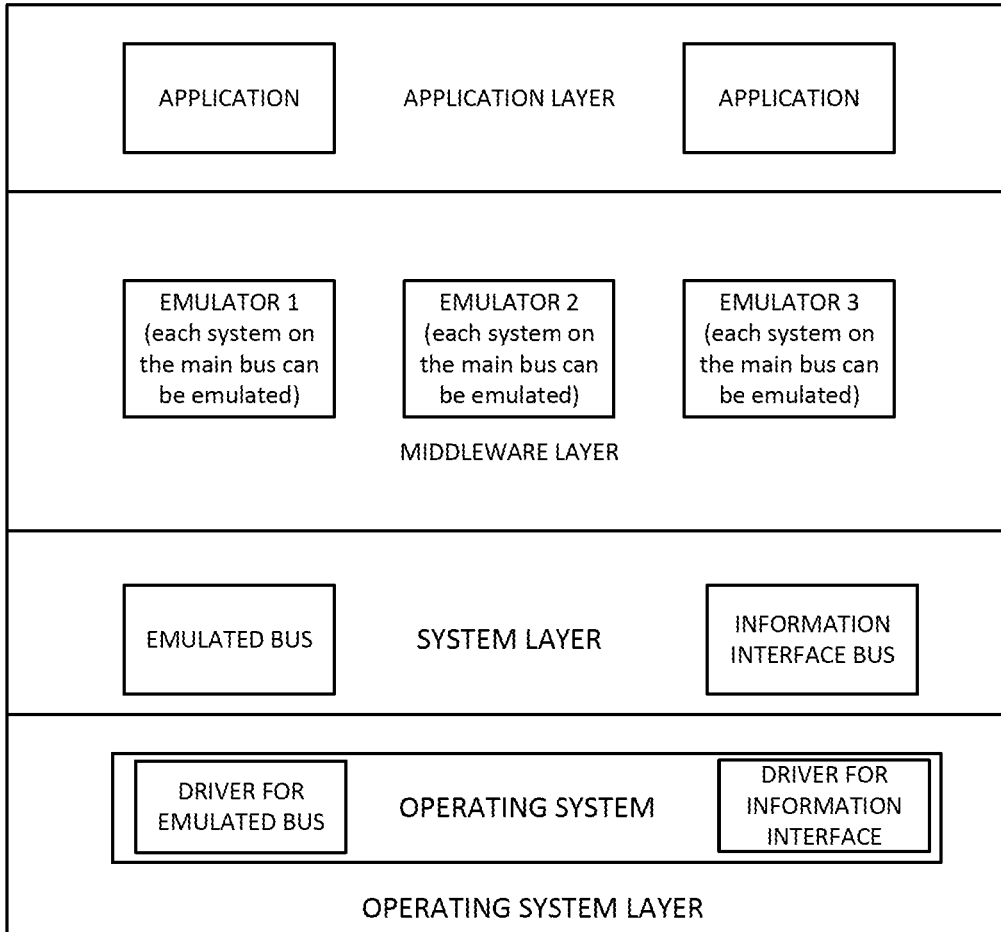 APPLICATION
APPLICATION LAYER
APPLICATION
EMULATOR 1
(each system on
the main bus can
be emulated)
EMULATOR 2
(each system on
the main bus can
be emulated)
EMULATOR 3
(each system on
the main bus can
be emulated)
MIDDLEWARE LAYER
EMULATED BUS
SYSTEM LAYER
INFORMATION
INTERFACE BUS
DRIVER FOR
EMULATED BUS
OPERATING SYSTEM
DRIVER FOR
INFORMATION
INTERFACE
OPERATING SYSTEM LAYER